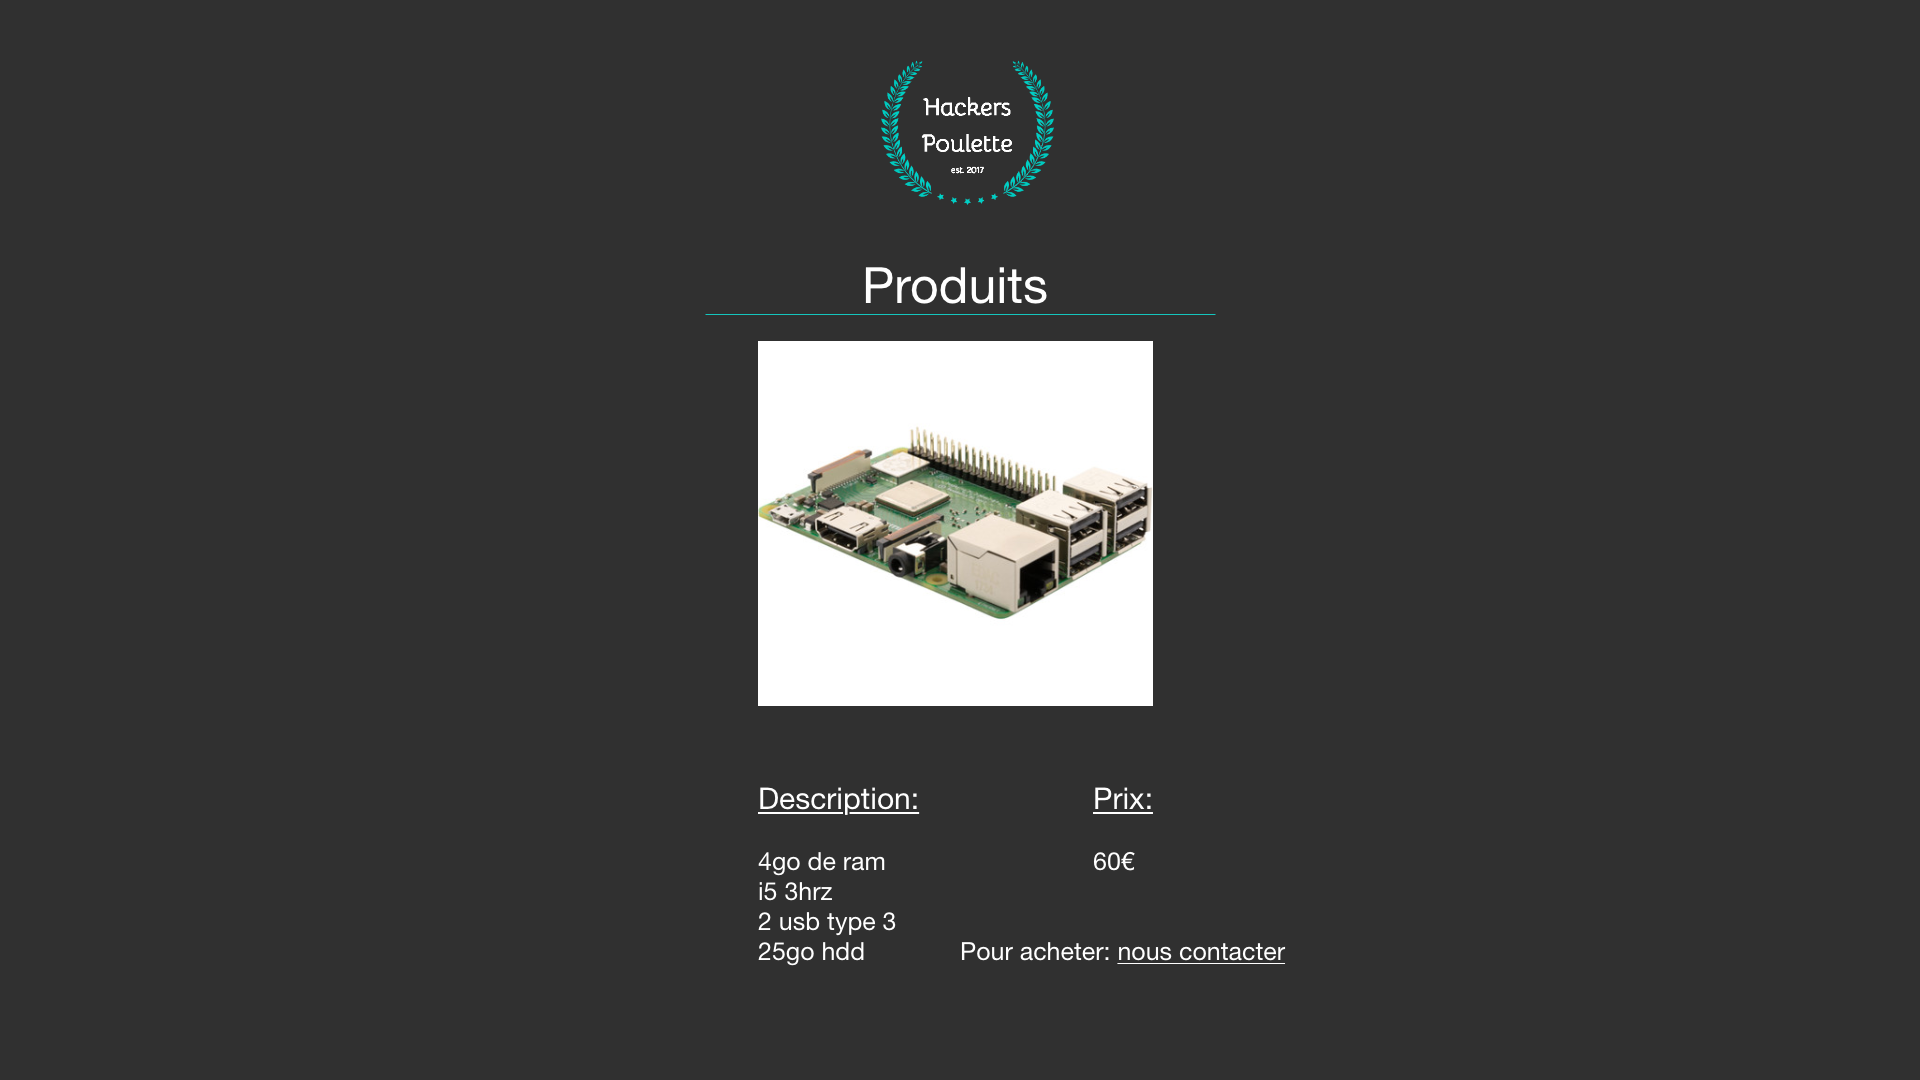 Hackers
Poulette
est. 2017
Produits
Description:
Prix:
4go de ram
60€
i5 3hrz
2 usb type 3
25go hdd
Pour acheter: nous contacter